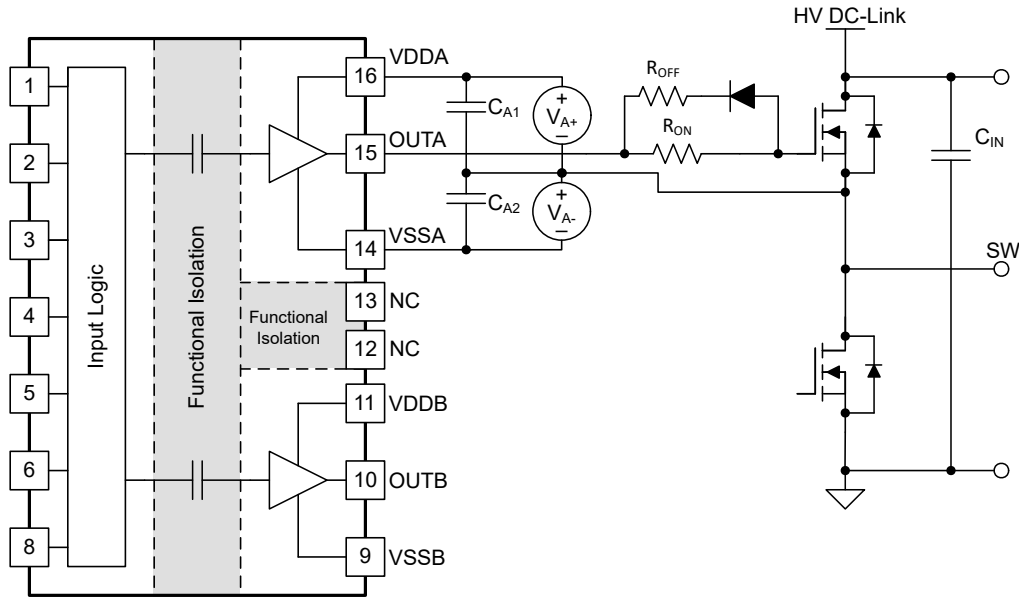 HV DC-Link
VDDA
16
1
R_OFF
C_A1
+
V_A+
–
OUTA
15
R_ON
C_IN
2
+
V_A-
–
C_A2
VSSA
14
3
SW
13
NC
4
Functional Isolation
12
NC
Input Logic
Functional Isolation
11
VDDB
5
6
10
OUTB
8
9
VSSB